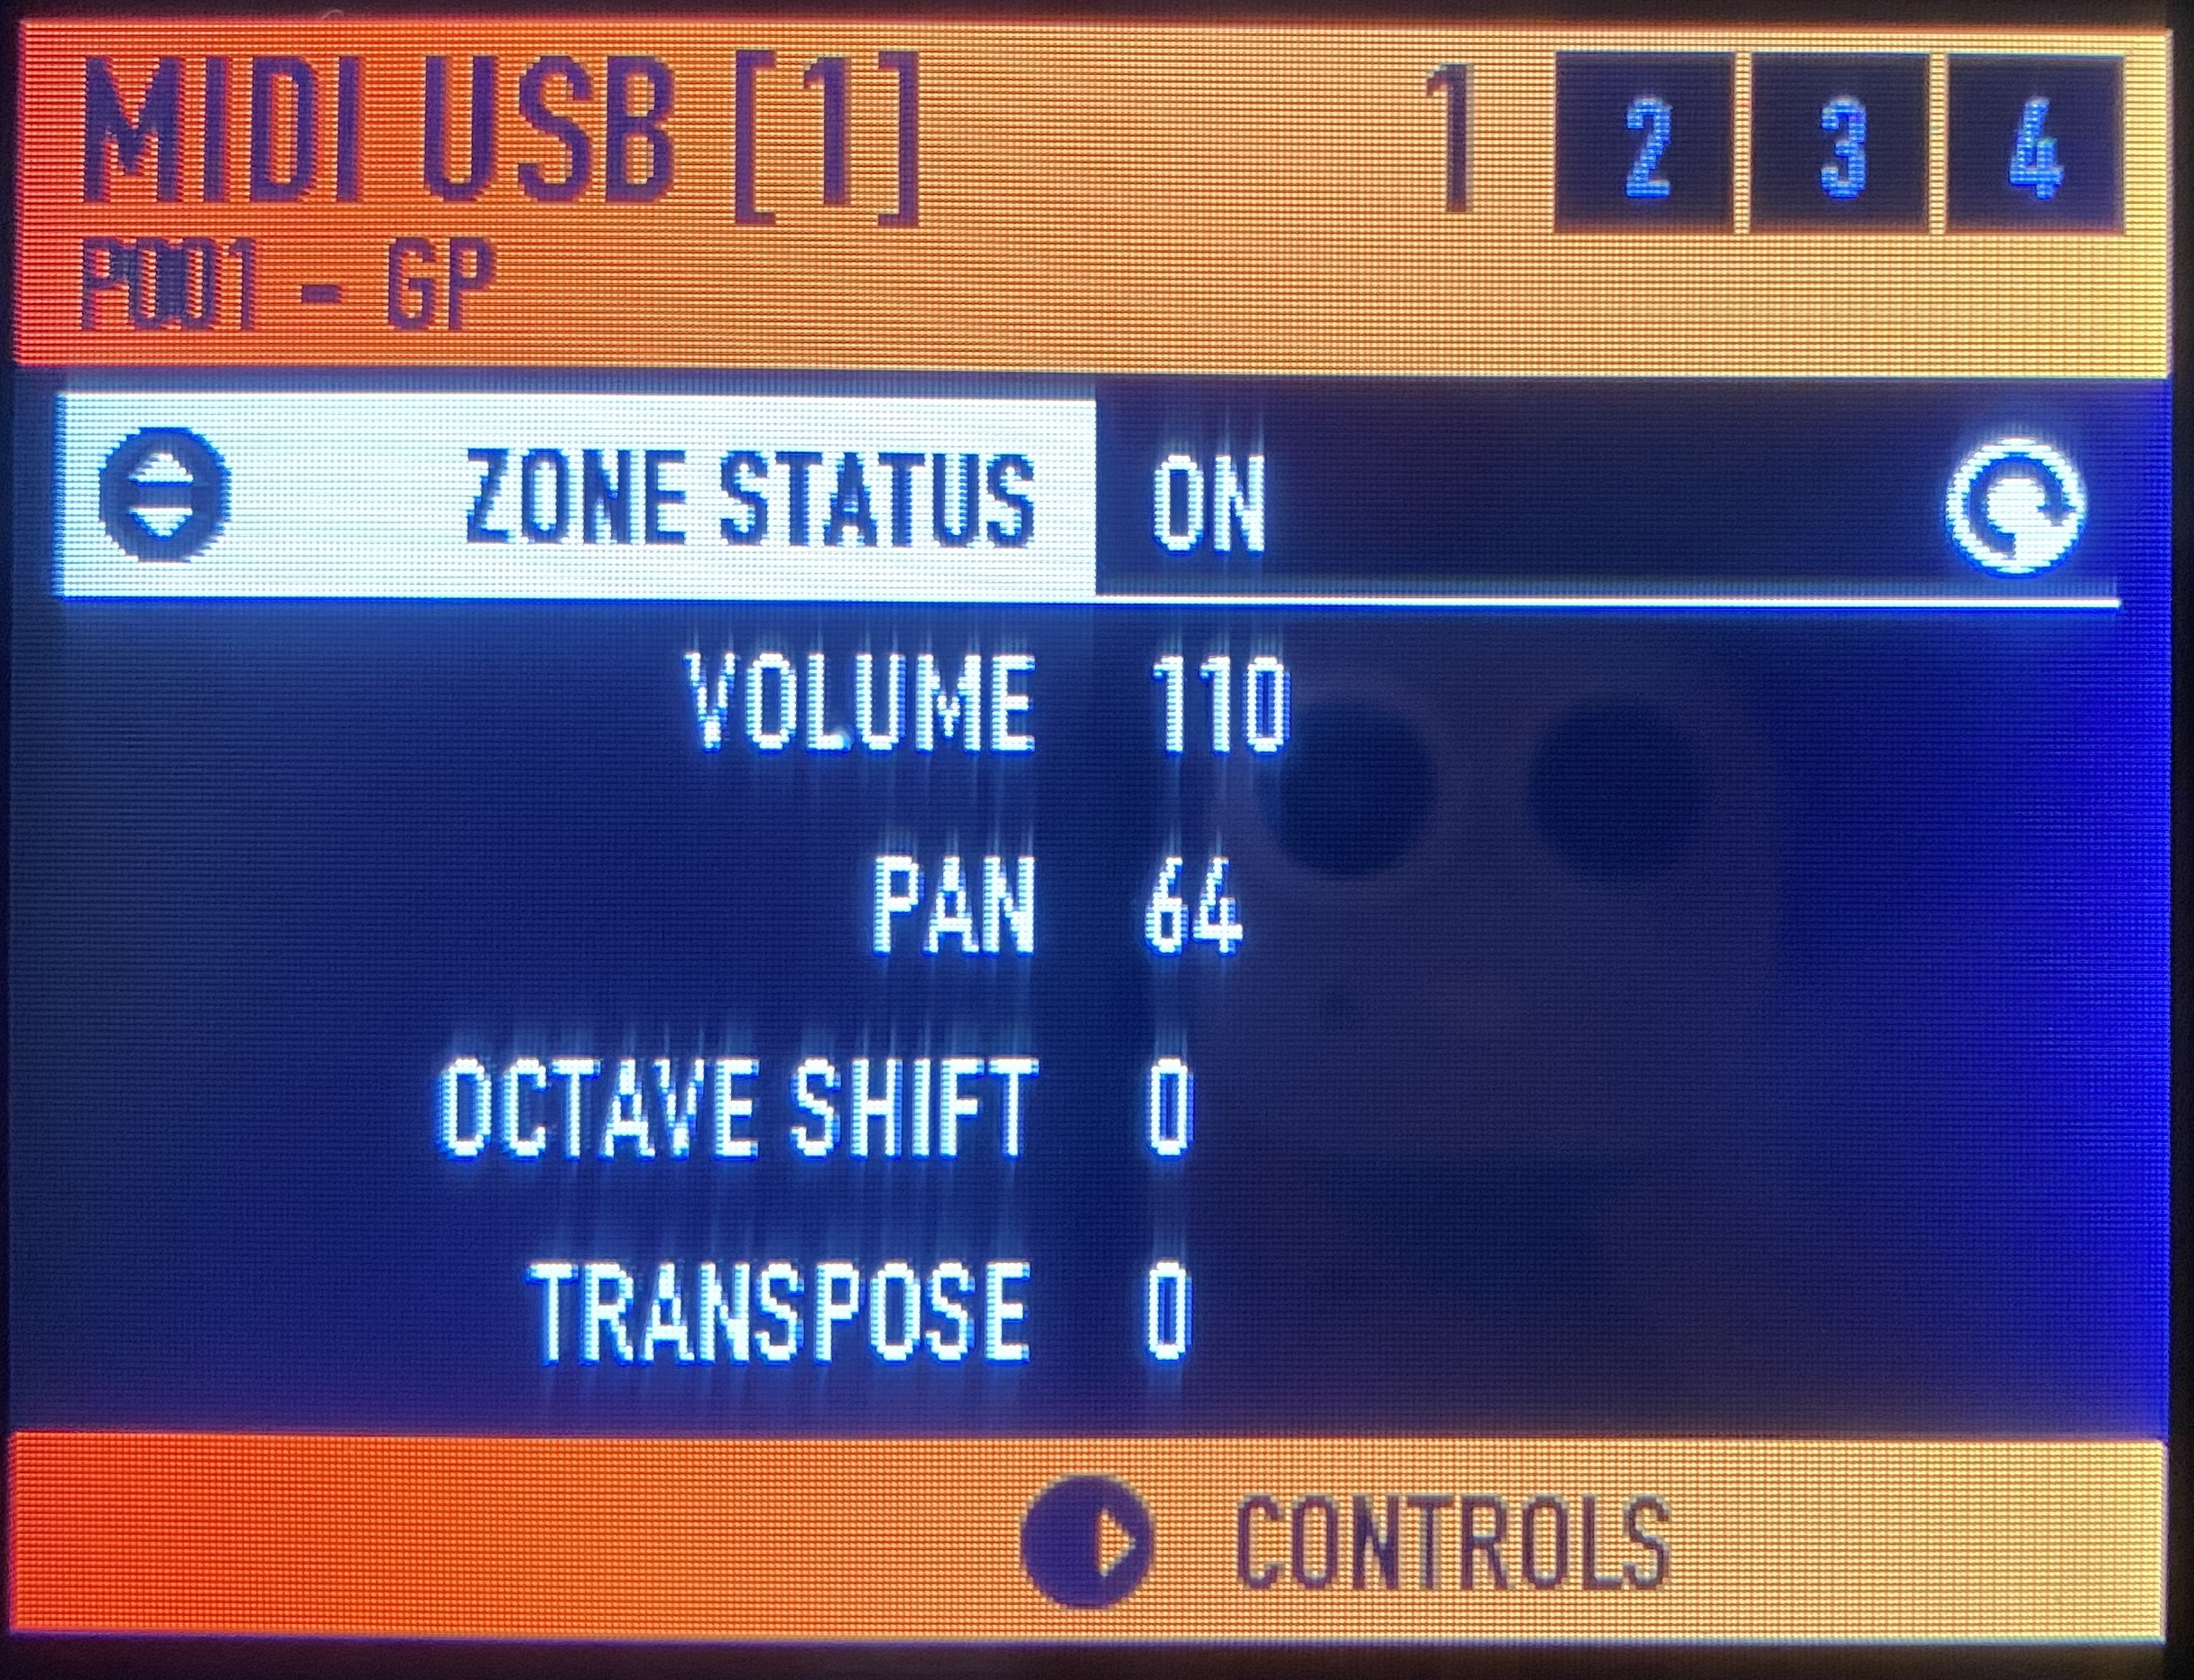 MIDI USB [1] 1 2 3 4
P001 - GP
ZONE STATUS ON
VOLUME 110
PAN 64
OCTAVE SHIFT 0
TRANSPOSE 0
CONTROLS